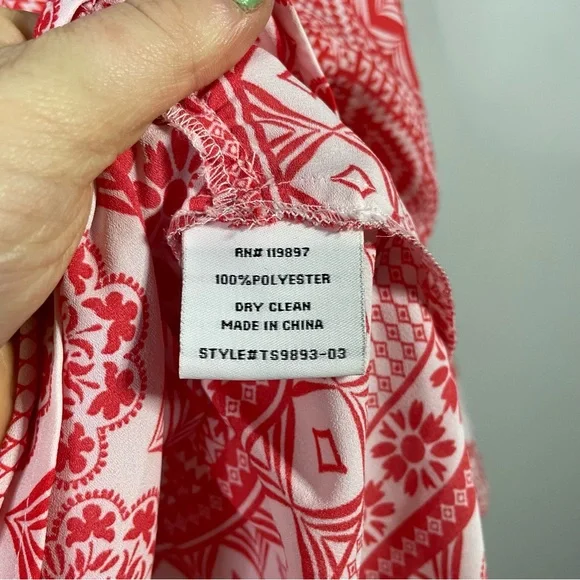 RN# 119897
100%POLYESTER
DRY CLEAN
MADE IN CHINA
STYLE#TS9893-03